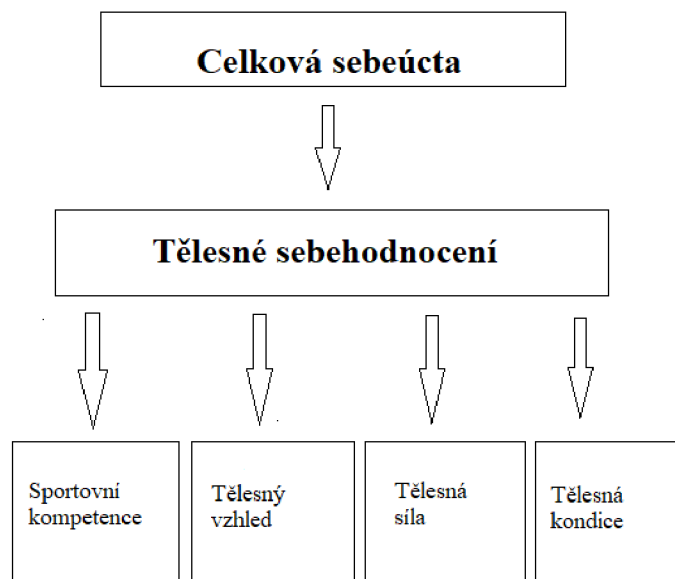 Celková sebeúcta
Tělesné sebehodnocení
Sportovní
kompetence
Tělesný
vzhled
Tělesná
síla
Tělesná
kondice